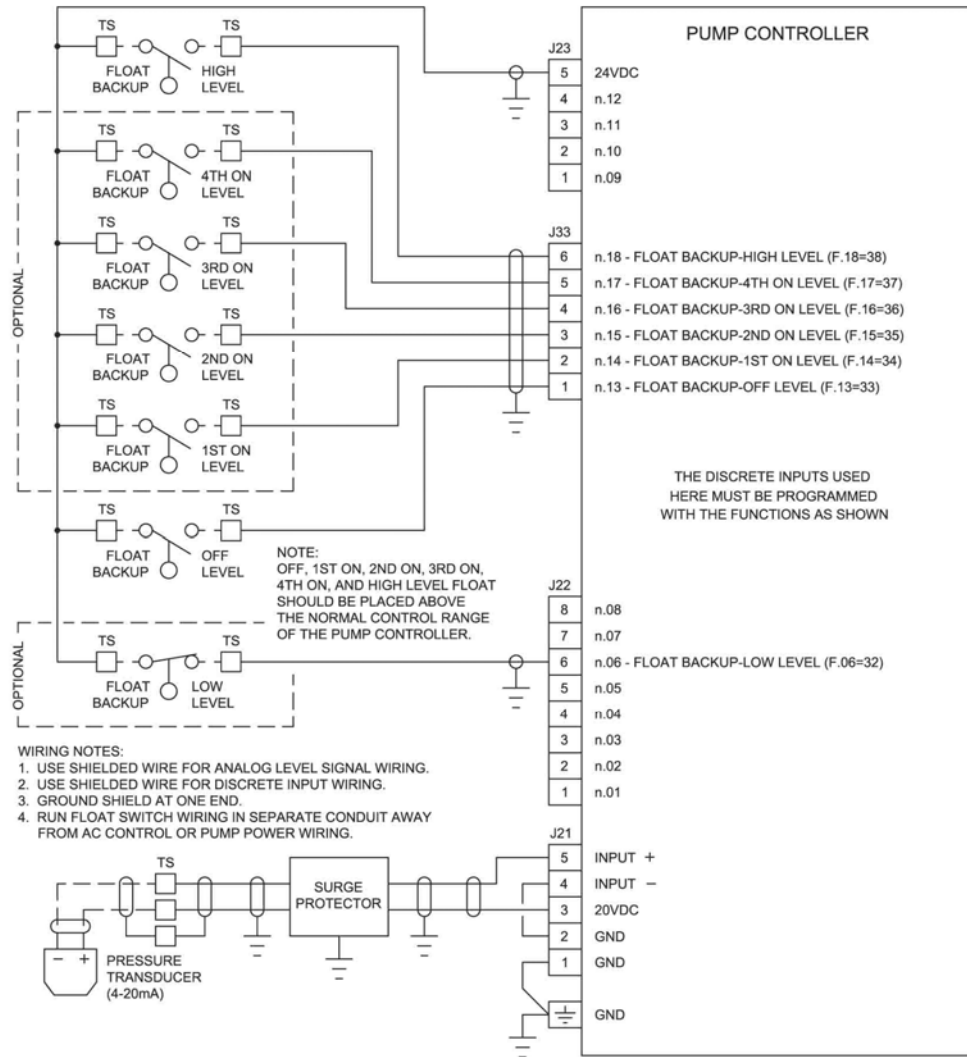 PUMP CONTROLLER
TS TS
FLOAT HIGH
BACKUP LEVEL
OPTIONAL
TS TS
FLOAT 4TH ON
BACKUP LEVEL
TS TS
FLOAT 3RD ON
BACKUP LEVEL
TS TS
FLOAT 2ND ON
BACKUP LEVEL
TS TS
FLOAT 1ST ON
BACKUP LEVEL
TS TS
FLOAT OFF
BACKUP LEVEL
NOTE:
OFF, 1ST ON, 2ND ON, 3RD ON,
4TH ON, AND HIGH LEVEL FLOAT
SHOULD BE PLACED ABOVE
THE NORMAL CONTROL RANGE
OF THE PUMP CONTROLLER.
OPTIONAL
TS TS
FLOAT LOW
BACKUP LEVEL
WIRING NOTES:
1. USE SHIELDED WIRE FOR ANALOG LEVEL SIGNAL WIRING.
2. USE SHIELDED WIRE FOR DISCRETE INPUT WIRING.
3. GROUND SHIELD AT ONE END.
4. RUN FLOAT SWITCH WIRING IN SEPARATE CONDUIT AWAY
FROM AC CONTROL OR PUMP POWER WIRING.
TS
SURGE
PROTECTOR
- +
PRESSURE
TRANSDUCER
(4-20mA)
J23
5 24VDC
4 n.12
3 n.11
2 n.10
1 n.09
J33
6 n.18 - FLOAT BACKUP-HIGH LEVEL (F.18=38)
5 n.17 - FLOAT BACKUP-4TH ON LEVEL (F.17=37)
4 n.16 - FLOAT BACKUP-3RD ON LEVEL (F.16=36)
3 n.15 - FLOAT BACKUP-2ND ON LEVEL (F.15=35)
2 n.14 - FLOAT BACKUP-1ST ON LEVEL (F.14=34)
1 n.13 - FLOAT BACKUP-OFF LEVEL (F.13=33)
THE DISCRETE INPUTS USED
HERE MUST BE PROGRAMMED
WITH THE FUNCTIONS AS SHOWN
J22
8 n.08
7 n.07
6 n.06 - FLOAT BACKUP-LOW LEVEL (F.06=32)
5 n.05
4 n.04
3 n.03
2 n.02
1 n.01
J21
5 INPUT +
4 INPUT -
3 20VDC
2 GND
1 GND
GND